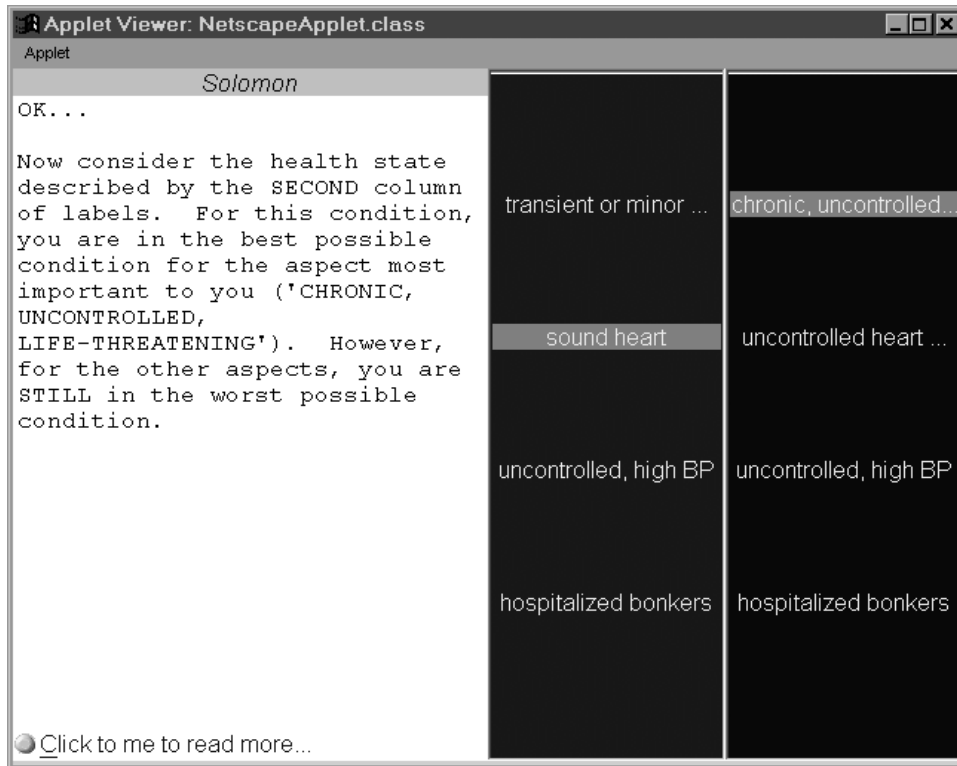 Applet Viewer: NetscapeApplet.class
Applet
Solomon
OK...
Now consider the health state
described by the SECOND column
of labels.  For this condition,
you are in the best possible
condition for the aspect most
important to you ('CHRONIC,
UNCONTROLLED,
LIFE-THREATENING').  However,
for the other aspects, you are
STILL in the worst possible
condition.
Click to me to read more...
transient or minor ...
sound heart
uncontrolled, high BP
hospitalized bonkers
chronic, uncontrolled...
uncontrolled heart ...
uncontrolled, high BP
hospitalized bonkers